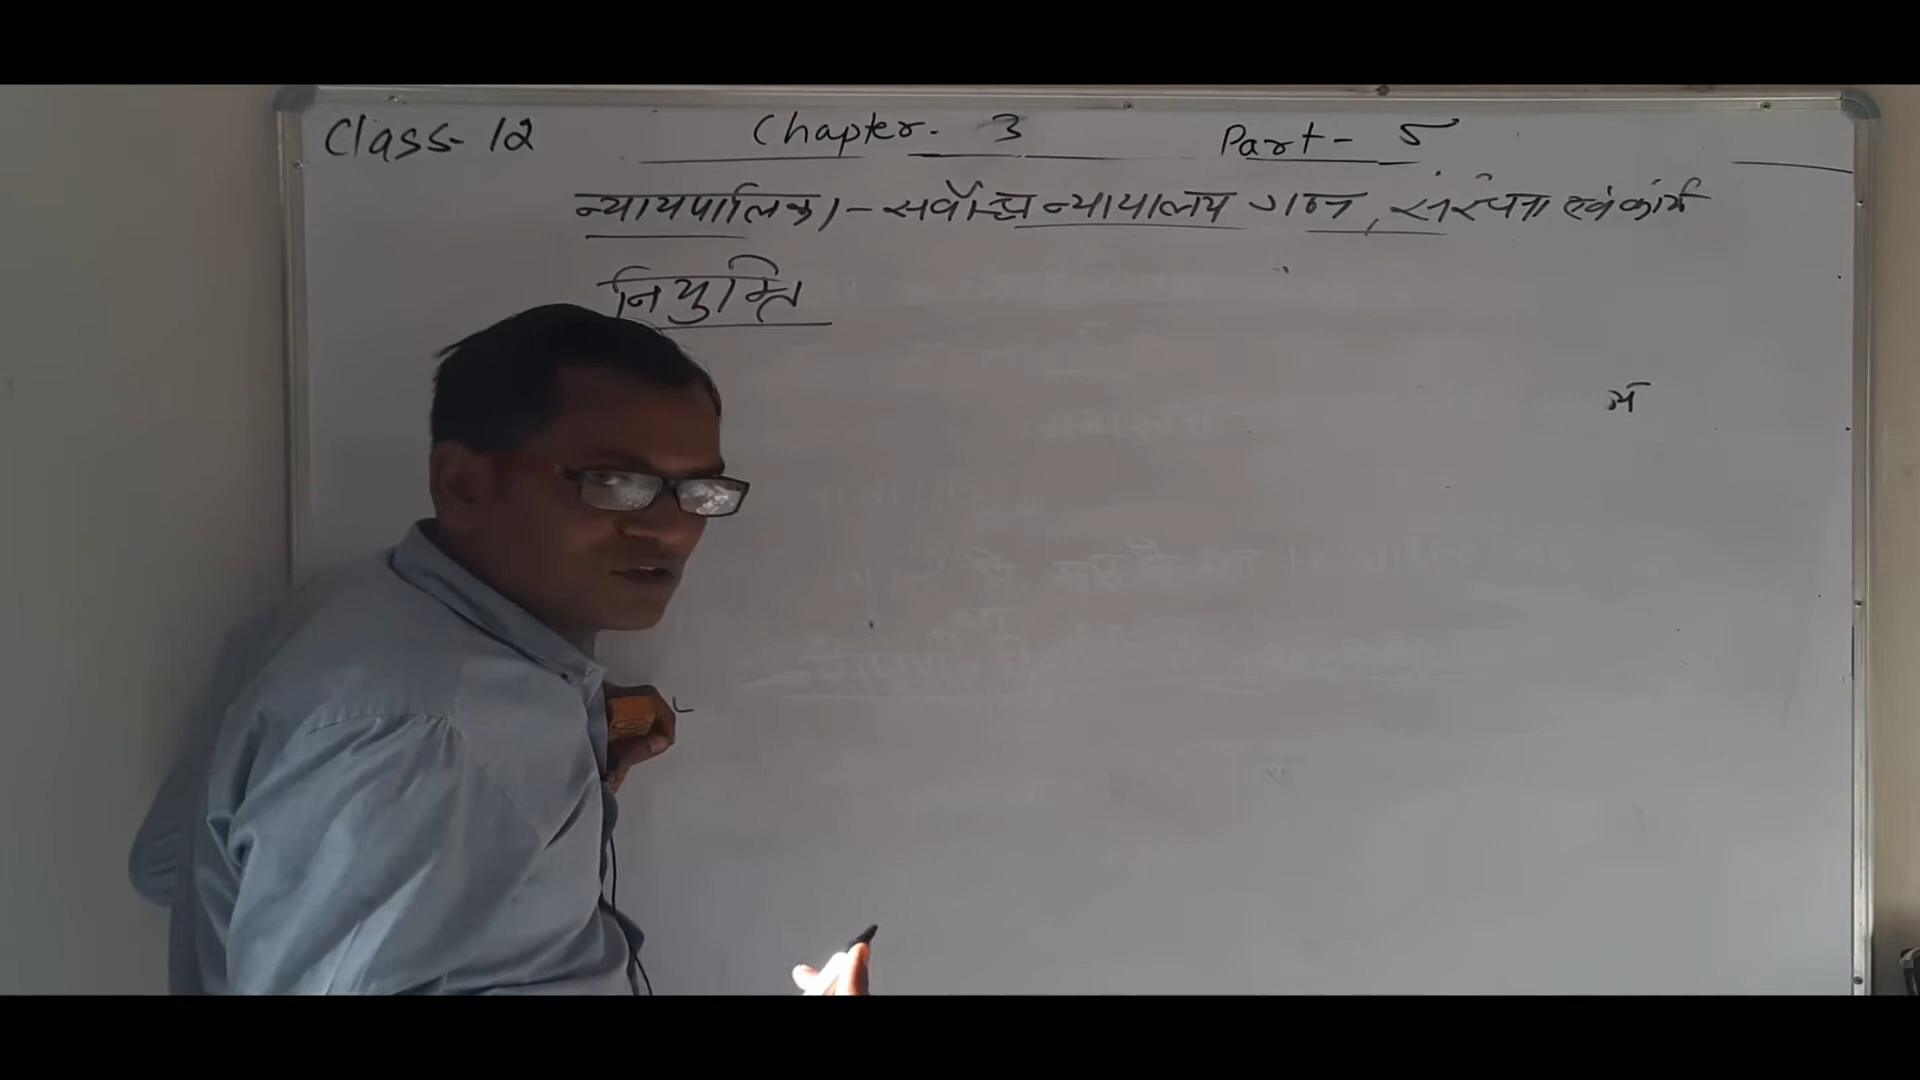 Class-12 Chapter. 3 Part- 5
न्यायपालिका - सर्वोच्च न्यायालय गठन, संरचना एवं कार्य
नियुक्ति